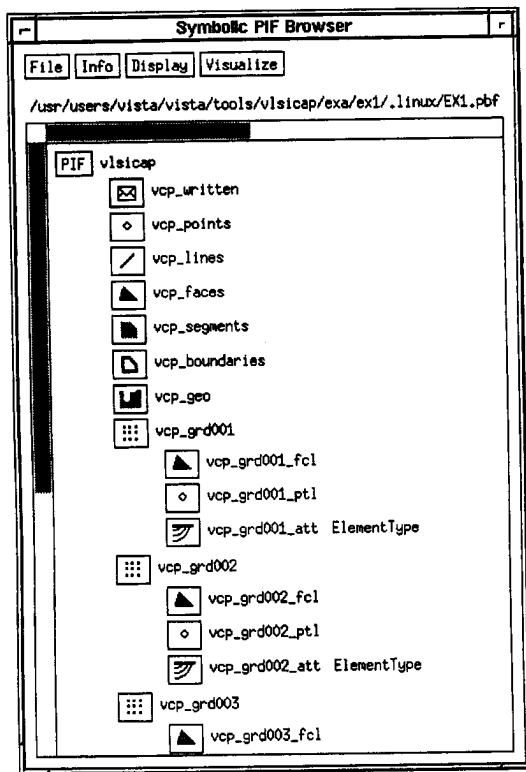 Symbolic PIF Browser
File Info Display Visualize
/usr/users/vista/vista/tools/vlsicap/exa/ex1/.linux/EX1.pbf
PIF vlsicap
vcp_written
vcp_points
vcp_lines
vcp_faces
vcp_segments
vcp_boundaries
vcp_geo
vcp_grd001
vcp_grd001_fcl
vcp_grd001_ptl
vcp_grd001_att ElementType
vcp_grd002
vcp_grd002_fcl
vcp_grd002_ptl
vcp_grd002_att ElementType
vcp_grd003
vcp_grd003_fcl